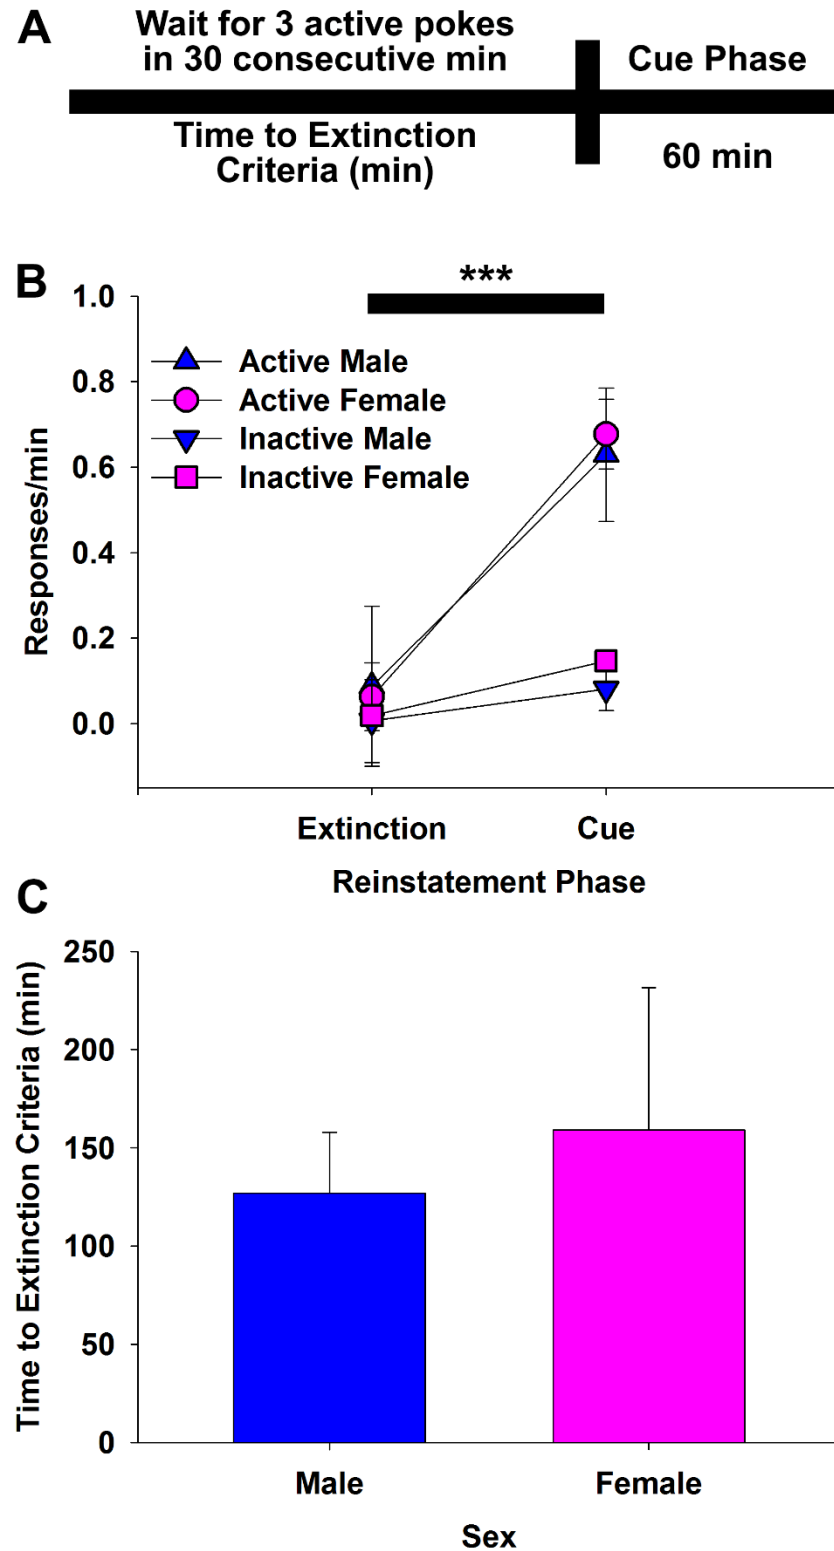 A
Wait for 3 active pokes
in 30 consecutive min
Cue Phase
Time to Extinction
Criteria (min)
60 min
B
***
1.0
0.8
0.6
0.4
0.2
0.0
Responses/min
Active Male
Active Female
Inactive Male
Inactive Female
Extinction
Cue
Reinstatement Phase
C
250
200
150
100
50
0
Time to Extinction Criteria (min)
Male
Female
Sex